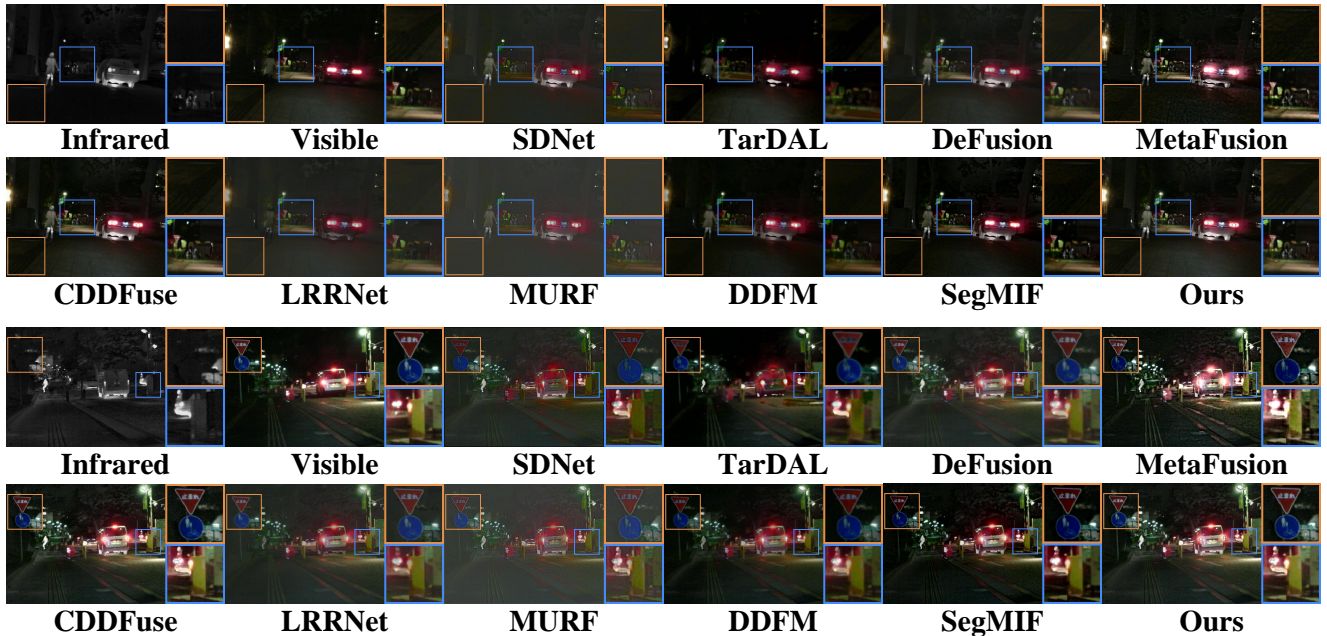 Infrared Visible SDNet TarDAL DeFusion MetaFusion
CDDFuse LRRNet MURF DDFM SegMIF Ours
Infrared Visible SDNet TarDAL DeFusion MetaFusion
CDDFuse LRRNet MURF DDFM SegMIF Ours